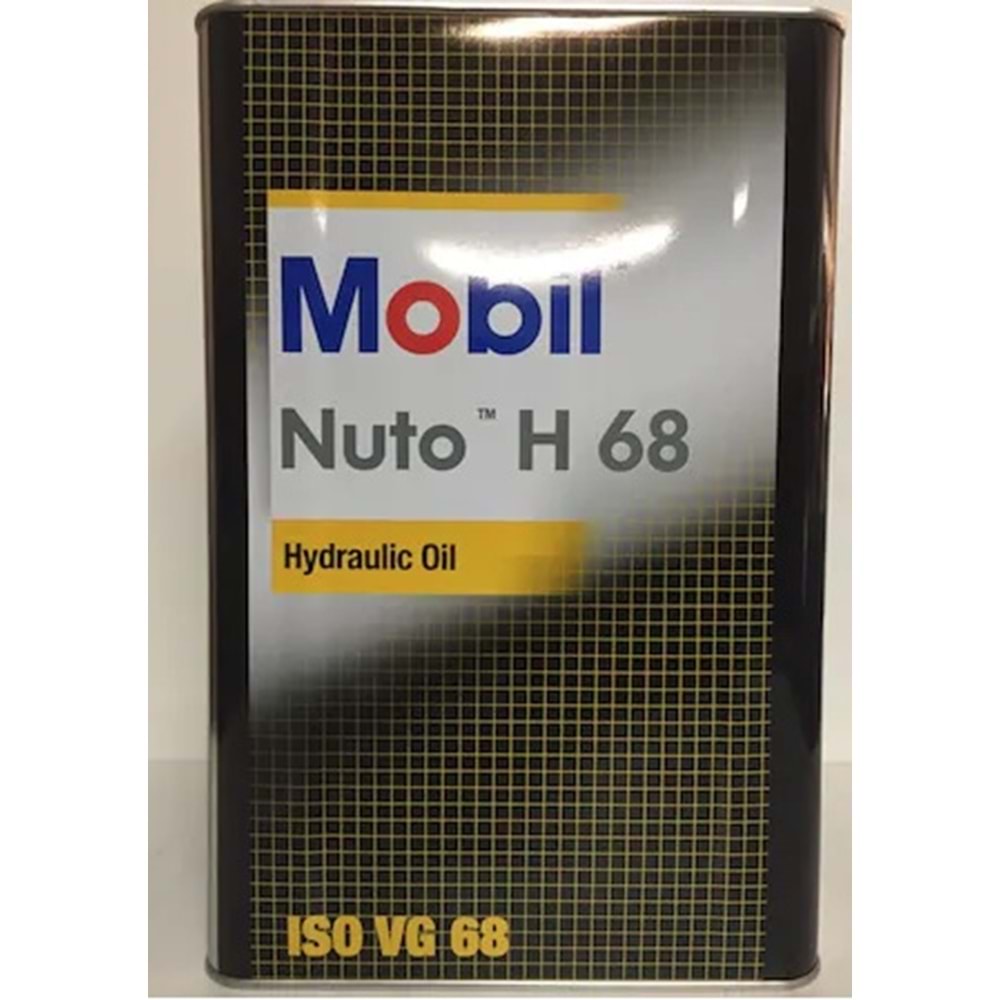 Mobil
Nuto™ H 68
Hydraulic Oil
ISO VG 68